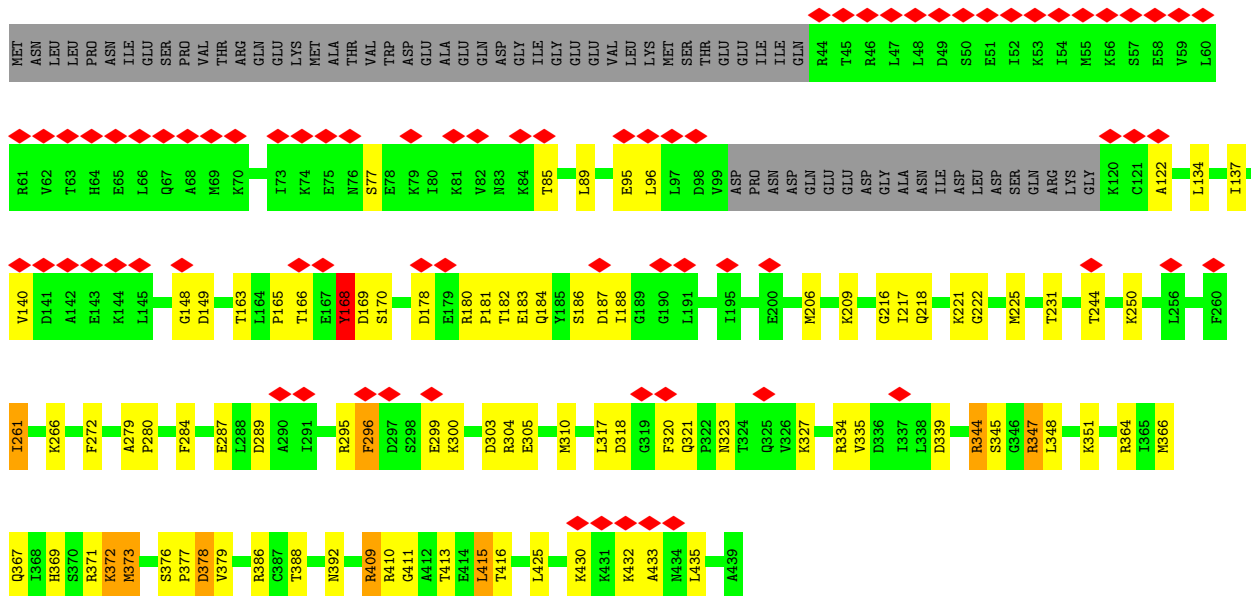 MET ASN LEU LEU PRO ASN ILE GLU SER PRO VAL THR ARG GLN GLU LYS MET ALA THR VAL TRP ASP GLU ALA GLU GLN ASP GLY ILE GLY GLU GLU VAL LEU LYS MET SER THR GLU GLU ILE ILE GLN R44 T45 R46 L47 L48 D49 S50 E51 I52 K53 I54 M55 K56 S57 E58 V59 L60
R61 V62 T63 H64 E65 L66 Q67 A68 M69 K70 I73 K74 E75 N76 S77 E78 K79 I80 A81 V82 N83 K84 T85 L89 E95 L96 L97 D98 V99 ASP PRO ASN ASP GLN GLU GLU ASP GLY ALA ASN ILE ASP LEU ASP SER GLN ARG LYS GLY K120 C121 A122 L134 I137
V140 D141 A142 E143 K144 L145 G148 D149 T163 L164 P165 T166 E167 Y168 D169 S170 D178 E179 R180 P181 T182 E183 Q184 Y185 S186 D187 I188 G189 G190 L191 I195 E200 M206 K209 G216 I217 Q218 K221 G222 M225 T231 T244 K250 L256 F260
I261 K266 F272 A279 P280 F284 E287 L288 D289 A290 I291 R295 F296 D297 S298 E299 K300 D303 R304 E305 M310 L317 D318 G319 F320 Q321 P322 N323 T324 Q325 V326 K327 R334 V335 D336 I337 L338 D339 R344 S345 G346 R347 L348 K351 R364 I365 M366
Q367 I368 H369 S370 R371 K372 M373 S376 P377 D378 V379 R386 C387 T388 N392 R409 R410 G411 A412 T413 E414 L415 T416 L425 K430 K431 K432 A433 N434 L435 A439